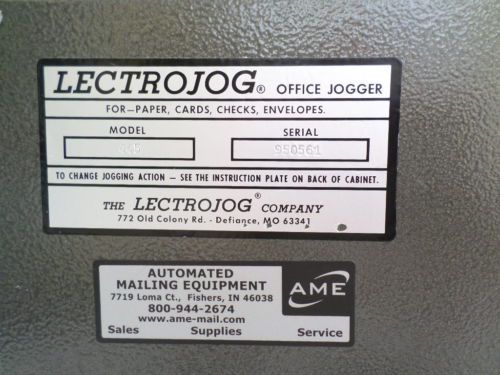 LECTROJOG® OFFICE JOGGER
FOR—PAPER, CARDS, CHECKS, ENVELOPES.
MODEL SERIAL
950561
TO CHANGE JOGGING ACTION — SEE THE INSTRUCTION PLATE ON BACK OF CABINET.
THE LECTROJOG® COMPANY
772 Old Colony Rd. - Defiance, MO 63341
AUTOMATED
MAILING EQUIPMENT
7719 Loma Ct., Fishers, IN 46038
800-944-2674
www.ame-mail.com
Sales Supplies Service
AME